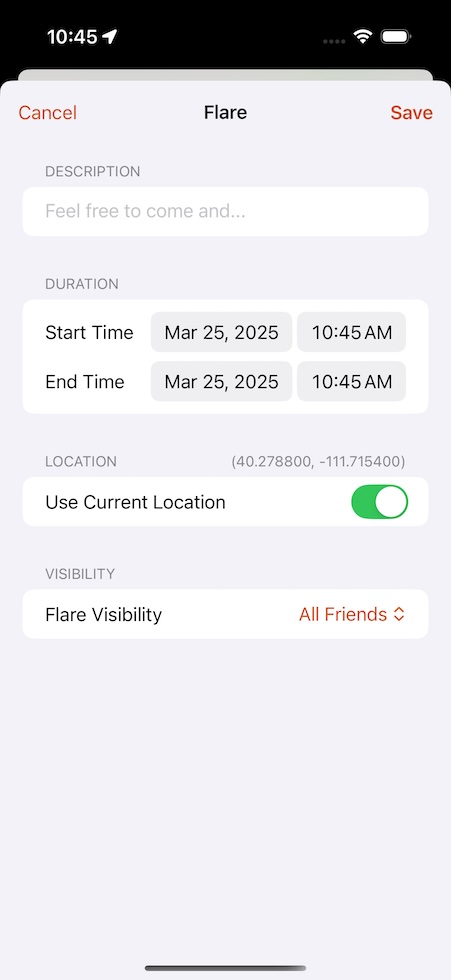 10:45
Cancel Flare Save
DESCRIPTION
Feel free to come and...
DURATION
Start Time Mar 25, 2025 10:45 AM
End Time Mar 25, 2025 10:45 AM
LOCATION (40.278800, -111.715400)
Use Current Location
VISIBILITY
Flare Visibility All Friends